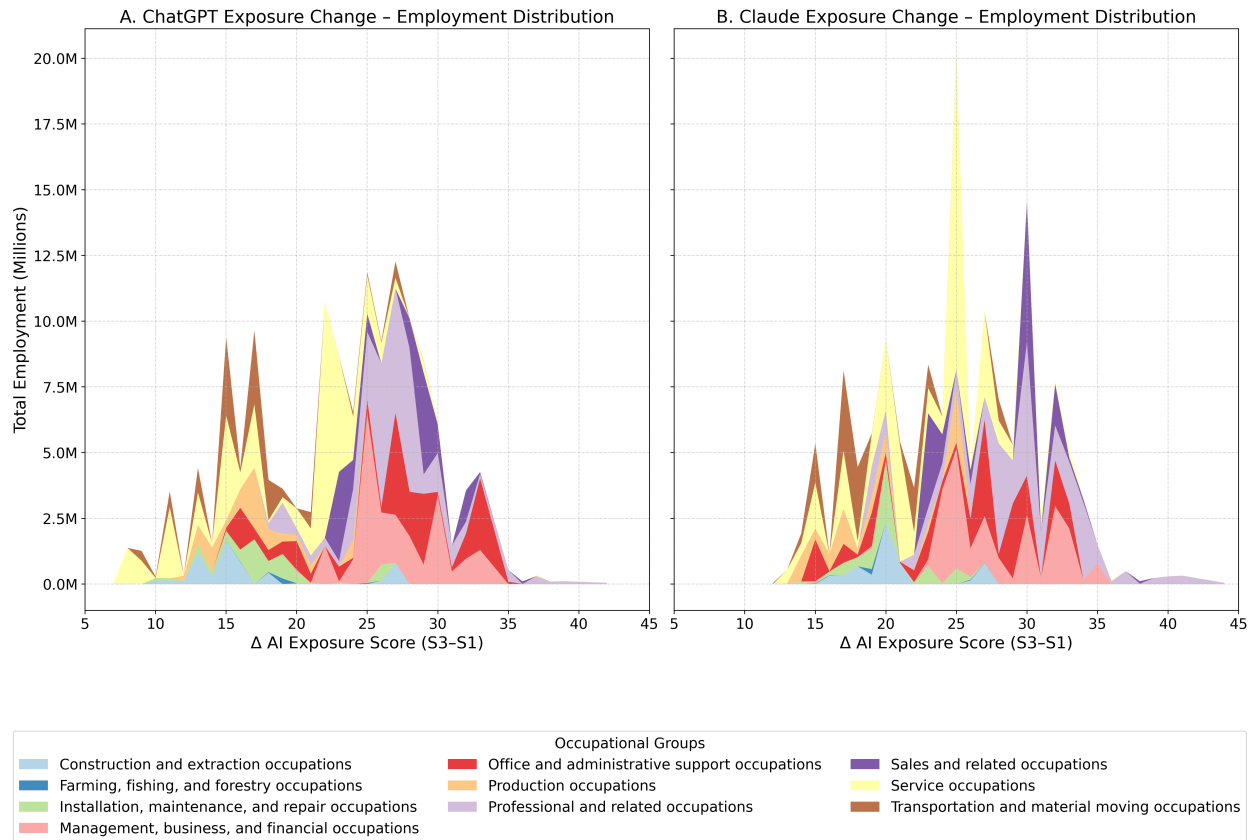 A. ChatGPT Exposure Change – Employment Distribution
B. Claude Exposure Change – Employment Distribution
Total Employment (Millions)
20.0M
17.5M
15.0M
12.5M
10.0M
7.5M
5.0M
2.5M
0.0M
5 10 15 20 25 30 35 40 45
5 10 15 20 25 30 35 40 45
Δ AI Exposure Score (S3–S1)
Δ AI Exposure Score (S3–S1)
Occupational Groups
Construction and extraction occupations
Farming, fishing, and forestry occupations
Installation, maintenance, and repair occupations
Management, business, and financial occupations
Office and administrative support occupations
Production occupations
Professional and related occupations
Sales and related occupations
Service occupations
Transportation and material moving occupations